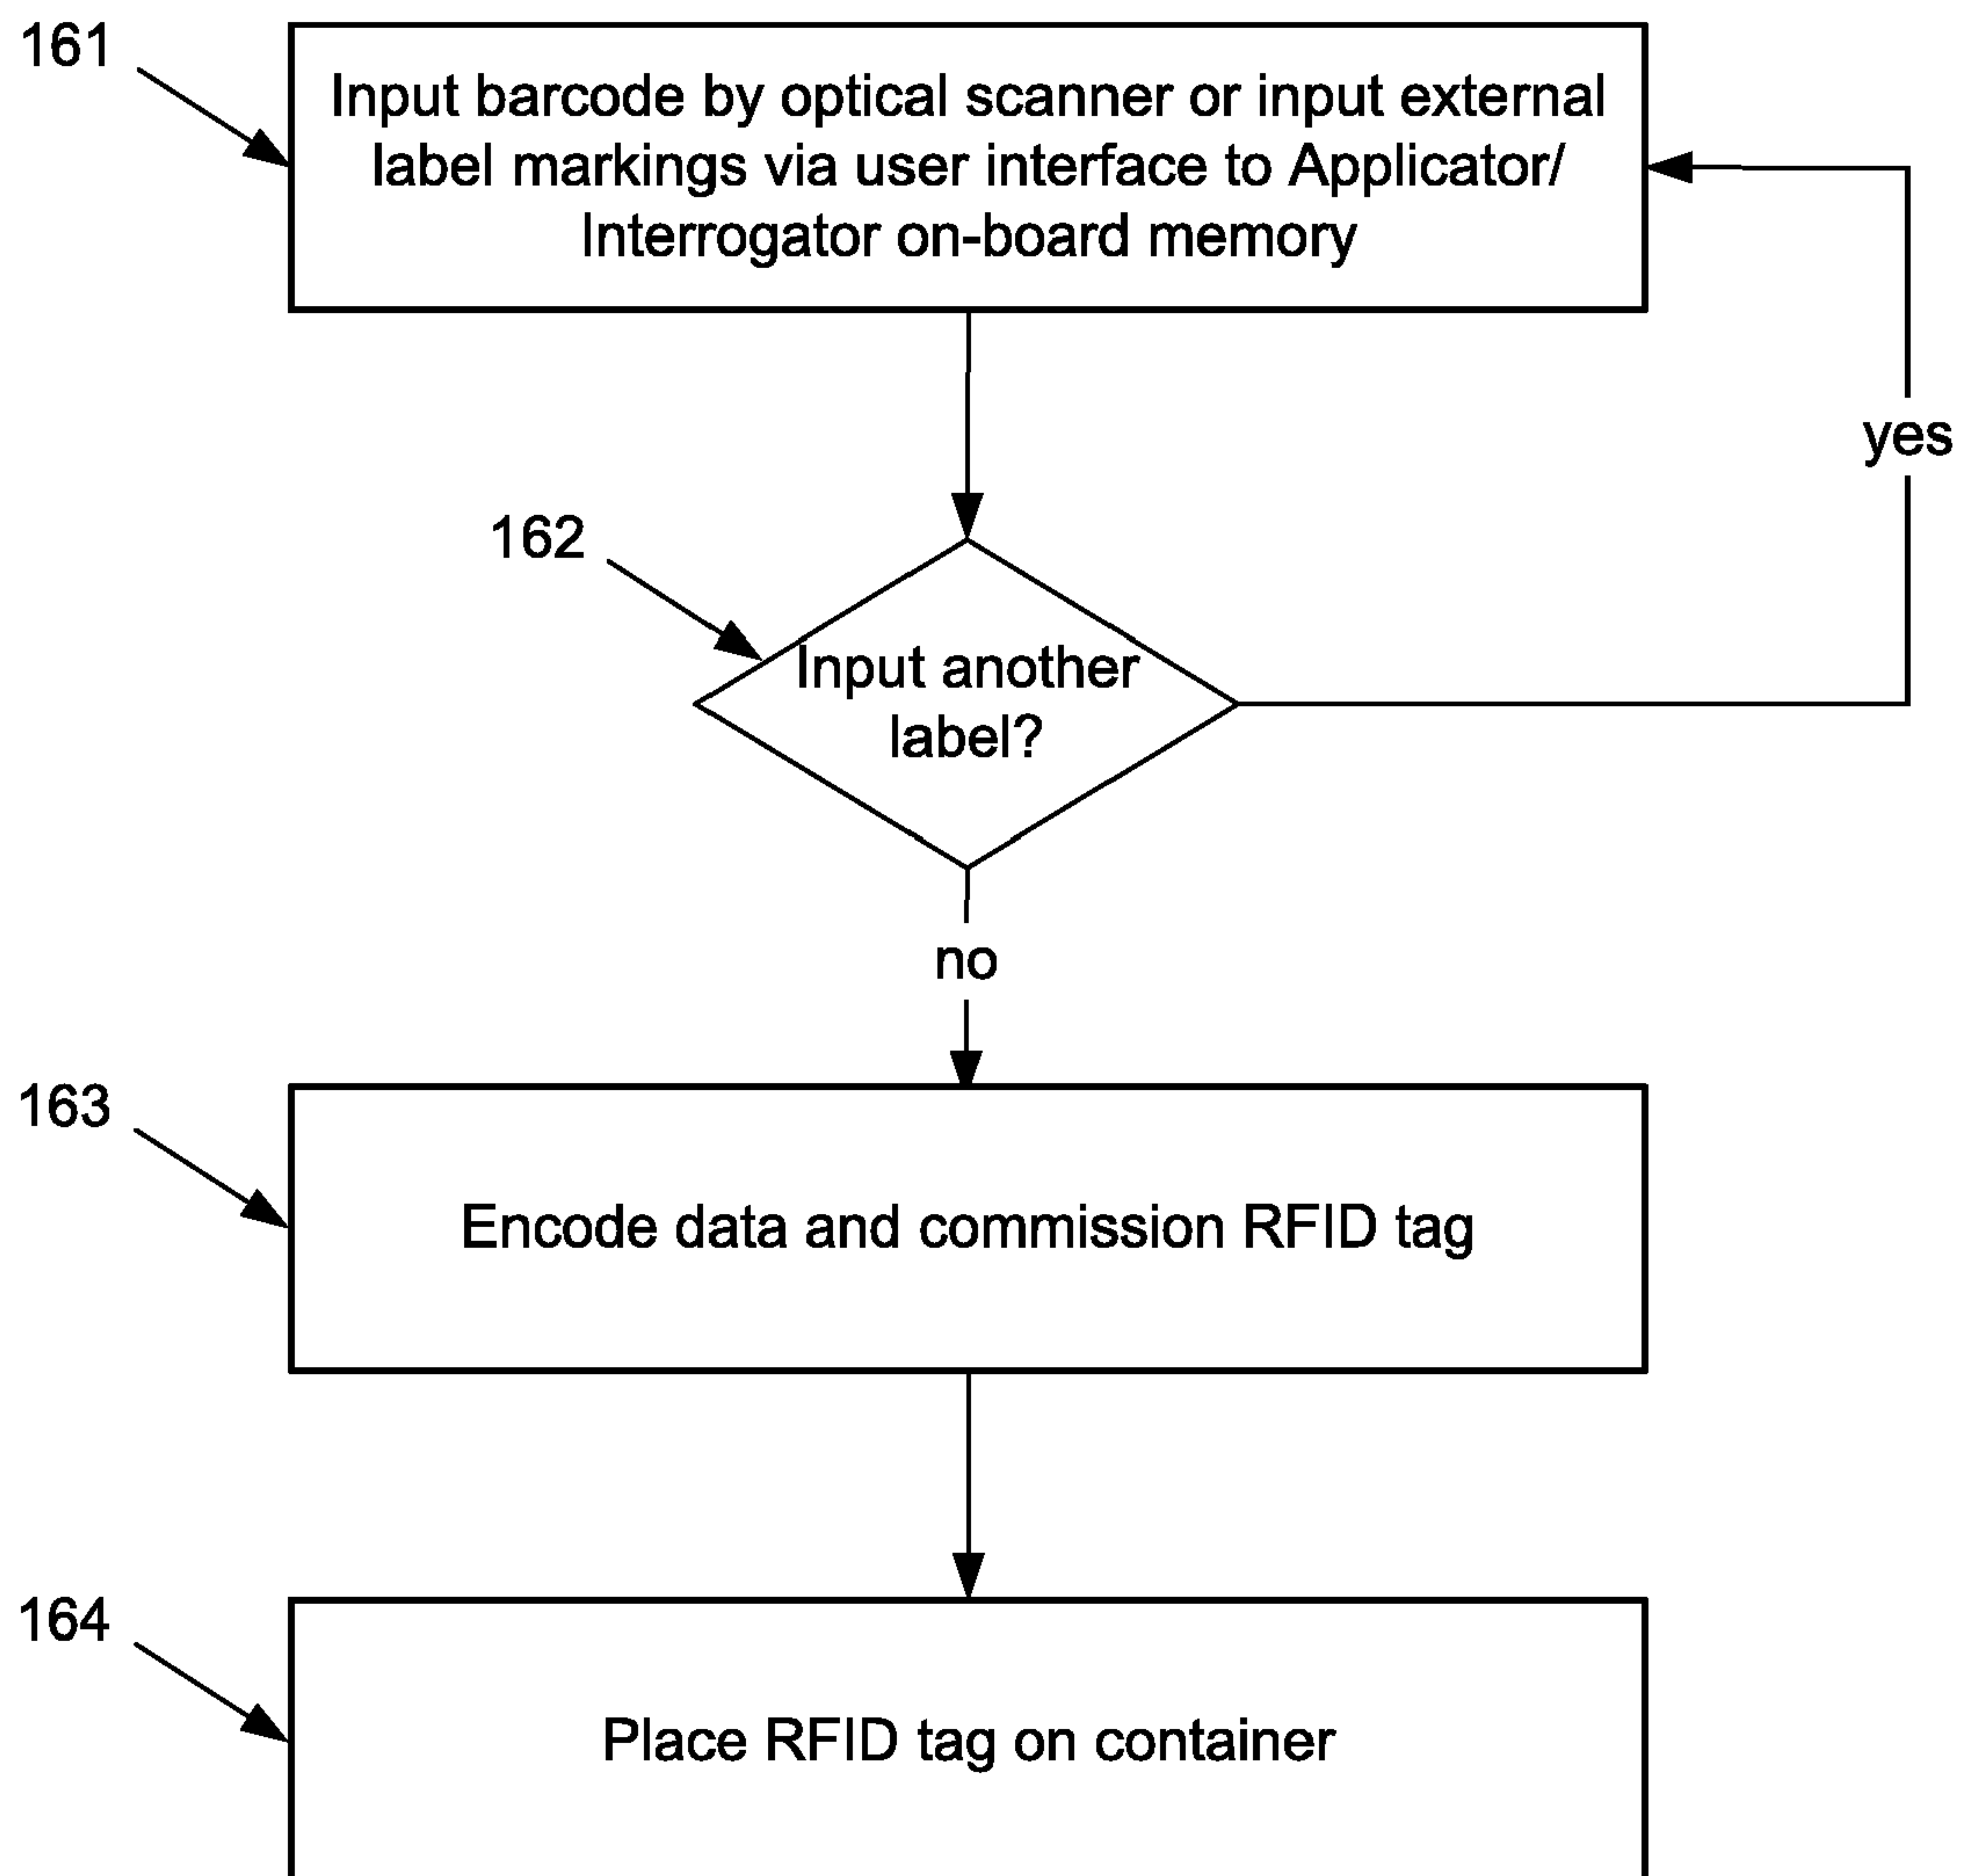 161
Input barcode by optical scanner or input external
label markings via user interface to Applicator/
Interrogator on-board memory
yes
162
Input another
label?
no
163
Encode data and commission RFID tag
164
Place RFID tag on container